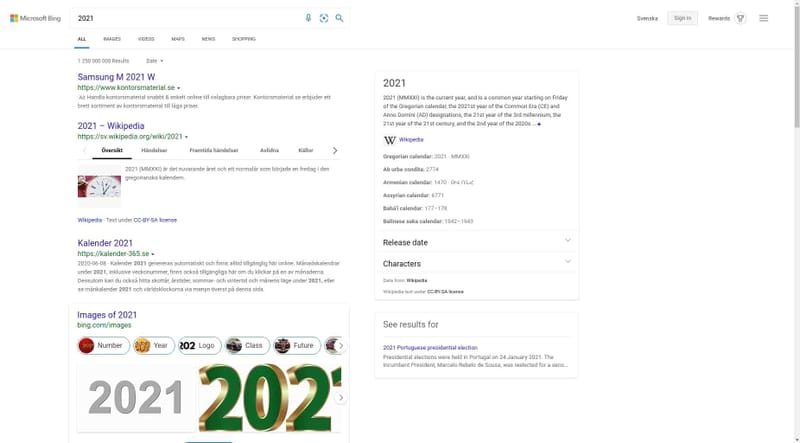 Microsoft Bing
2021
Svenska
Sign in
Rewards
ALL
IMAGES
VIDEOS
MAPS
NEWS
SHOPPING
1 250 000 000 Results
Date
Samsung M 2021 W
https://www.kontorsmaterial.se
Ad Handla kontorsmaterial snabbt & enkelt online till oslagbara priser. Kontorsmaterial.se erbjuder ett
brett sortiment av kontorsmaterial till låga priser.
2021 – Wikipedia
https://sv.wikipedia.org/wiki/2021
Översikt
Händelser
Framtida händelser
Avlidna
Källor
2021 (MMXXI) är det nuvarande året och ett normalår som började en fredag i den
gregorianska kalendern.
Wikipedia · Text under CC-BY-SA license
Kalender 2021
https://kalender-365.se
2020-06-08 · Kalender 2021 genereras automatiskt och finns alltid tillgänglig här online. Månadskalendrar
under 2021, inklusive veckonummer, finns också tillgängliga här om du klickar på en av månaderna.
Dessutom kan du också hitta skottår, årstider, sommar- och vintertid och månens läge under 2021, eller
se månkalender 2021 och världsklockorna via menyn överst på denna sida.
Images of 2021
bing.com/images
Number
Year
Logo
Class
Future
2021
202
2021
2021 (MMXXI) is the current year, and is a common year starting on Friday
of the Gregorian calendar, the 2021st year of the Common Era (CE) and
Anno Domini (AD) designations, the 21st year of the 3rd millennium, the
21st year of the 21st century, and the 2nd year of the 2020s ...
W Wikipedia
Gregorian calendar: 2021 · MMXXI
Ab urbe condita: 2774
Armenian calendar: 1470 ·
Assyrian calendar: 6771
Bahá'í calendar: 177–178
Balinese saka calendar: 1942–1943
Release date
Characters
Data from: Wikipedia
Wikipedia text under CC-BY-SA license
See results for
2021 Portuguese presidential election
Presidential elections were held in Portugal on 24 January 2021. The
incumbent President, Marcelo Rebelo de Sousa, was reelected for a seco...